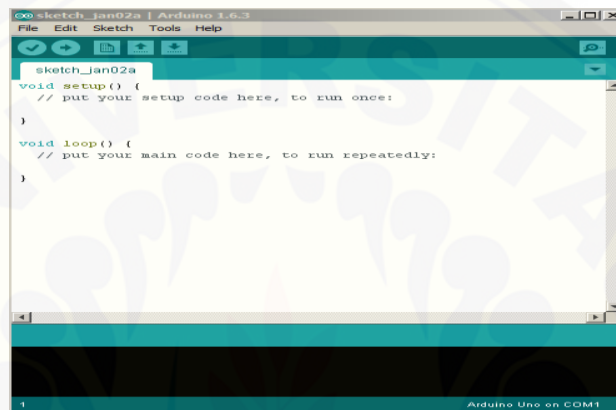 sketch_jan02a | Arduino 1.6.3
File Edit Sketch Tools Help
sketch_jan02a
void setup() {
// put your setup code here, to run once:
}
void loop() {
// put your main code here, to run repeatedly:
}
1 Arduino Uno on COM1